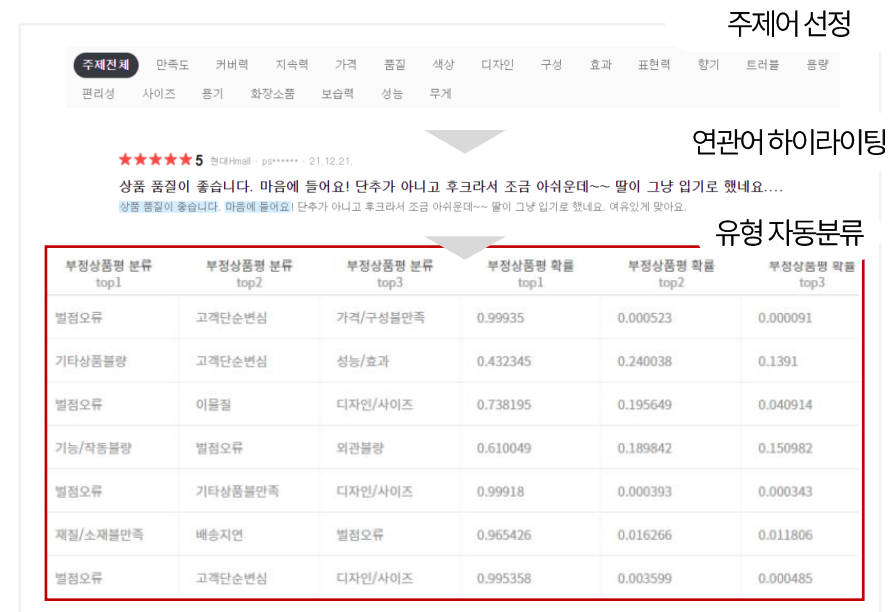 주제어 선정
주제전체 만족도 커버력 지속력 가격 품질 색상 디자인 구성 효과 표현력 향기 트러블 용량
편리성 사이즈 용기 화장소품 보습력 성능 무게
연관어 하이라이팅
★★★★★ 5 현대Hmall · ps****** · 21.12.21.
상품 품질이 좋습니다. 마음에 들어요! 단추가 아니고 후크라서 조금 아쉬운데~~ 딸이 그냥 입기로 했네요....
상품 품질이 좋습니다. 마음에 들어요! 단추가 아니고 후크라서 조금 아쉬운데~~ 딸이 그냥 입기로 했네요. 여유있게 맞아요.
유형 자동분류
부정상품평 분류 부정상품평 분류 부정상품평 분류 부정상품평 확률 부정상품평 확률 부정상품평 확률
top1 top2 top3 top1 top2 top3
벌점오류 고객단순변심 가격/구성불만족 0.99935 0.000523 0.000091
기타상품불량 고객단순변심 성능/효과 0.432345 0.240038 0.1391
벌점오류 이물질 디자인/사이즈 0.738195 0.195649 0.040914
기능/작동불량 벌점오류 외관불량 0.610049 0.189842 0.150982
벌점오류 기타상품불만족 디자인/사이즈 0.99918 0.000393 0.000343
재질/소재불만족 배송지연 벌점오류 0.965426 0.016266 0.011806
벌점오류 고객단순변심 디자인/사이즈 0.995358 0.003599 0.000485